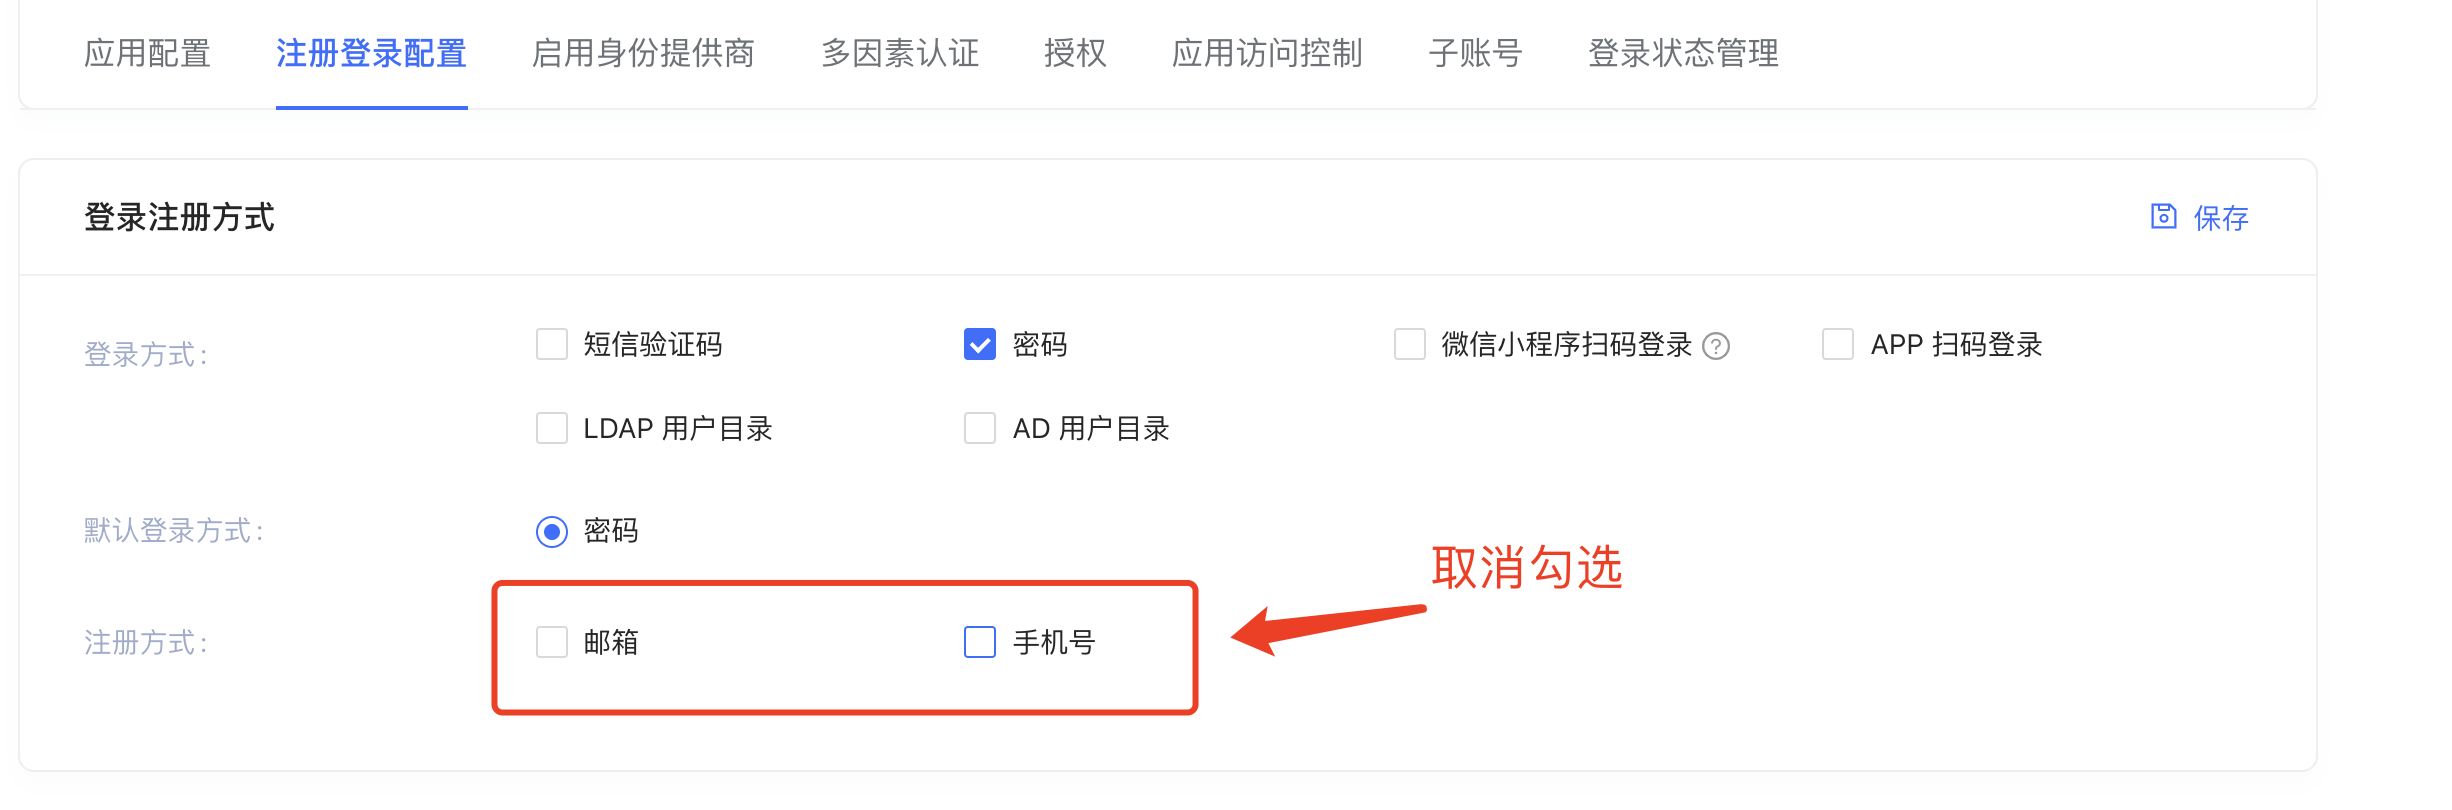 应用配置 注册登录配置 启用身份提供商 多因素认证 授权 应用访问控制 子账号 登录状态管理
登录注册方式 保存
登录方式: 短信验证码 密码 微信小程序扫码登录 ? APP 扫码登录
LDAP 用户目录 AD 用户目录
默认登录方式: 密码
取消勾选
注册方式: 邮箱 手机号